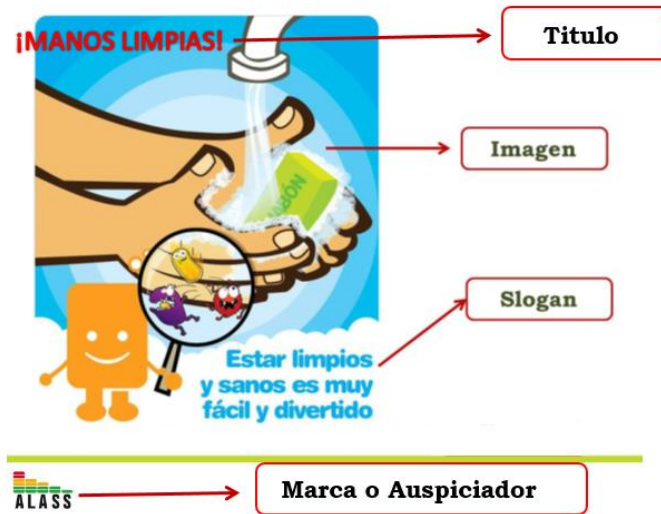 ¡MANOS LIMPIAS!
Titulo
Imagen
JABÓN
Slogan
Estar limpios
y sanos es muy
fácil y divertido
ALASS
Marca o Auspiciador